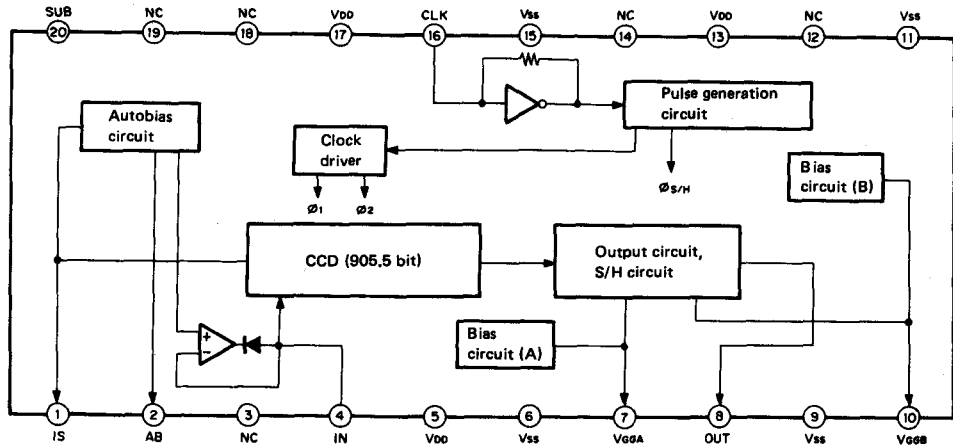 SUB NC NC VDD CLK VSS NC VDD NC VSS
20 19 18 17 16 15 14 13 12 11
Autobias
circuit
Pulse generation
circuit
Clock
driver
Bias
circuit (B)
ØS/H
Ø1 Ø2
CCD (905,5 bit)
Output circuit,
S/H circuit
+
−
Bias
circuit (A)
1 2 3 4 5 6 7 8 9 10
IS AB NC IN VDD VSS VGGA OUT VSS VGGB